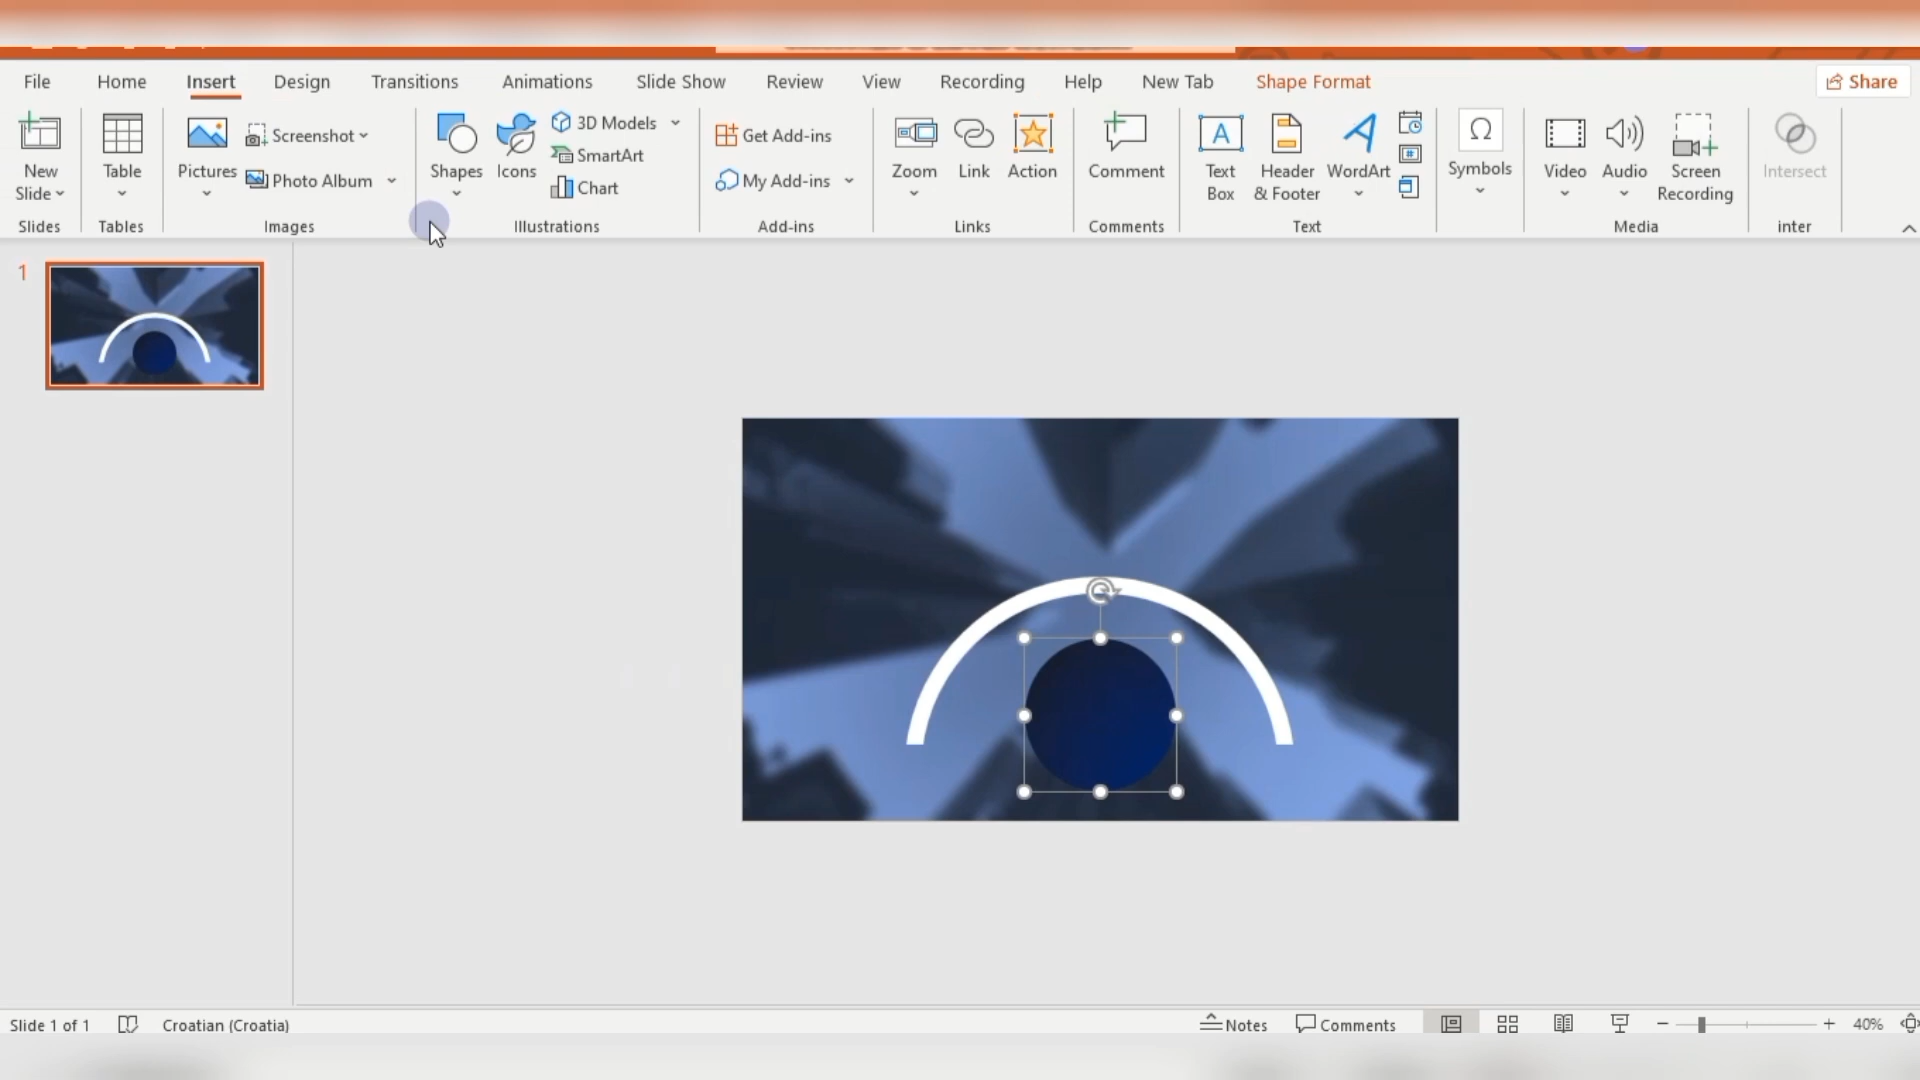 File Home Insert Design Transitions Animations Slide Show Review View Recording Help New Tab Shape Format Share
New Slide
Table
Pictures
Screenshot
Photo Album
Shapes
Icons
3D Models
SmartArt
Chart
Get Add-ins
My Add-ins
Zoom
Link
Action
Comment
Text Box
Header & Footer
WordArt
Symbols
Video
Audio
Screen Recording
Intersect
Slides Tables Images Illustrations Add-ins Links Comments Text Media inter
1
Slide 1 of 1 Croatian (Croatia) Notes Comments 40%